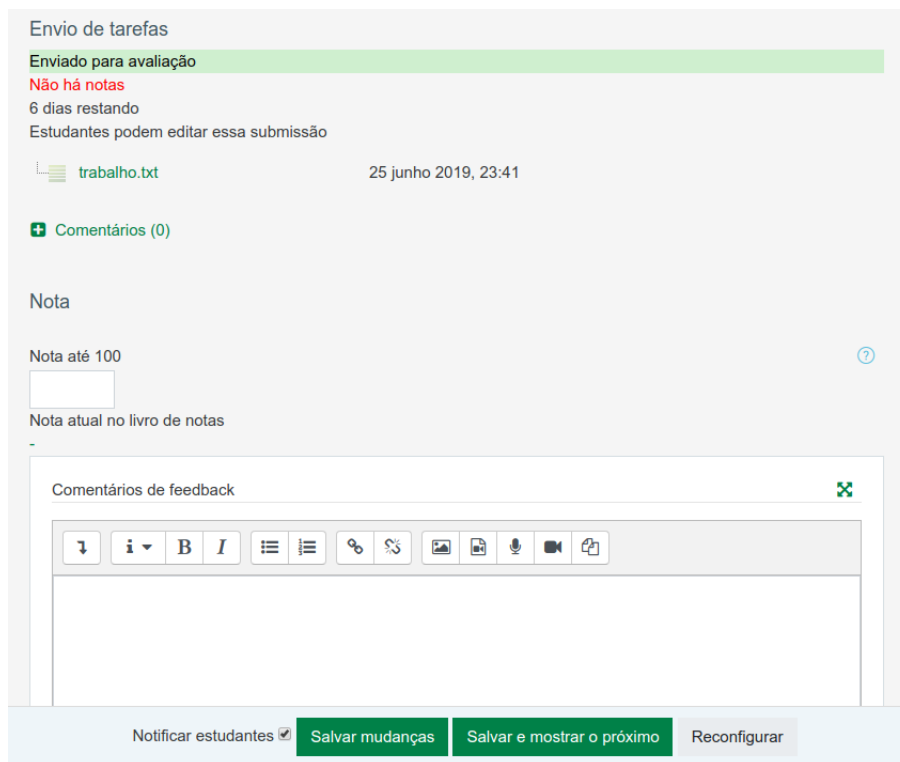 Envio de tarefas
Enviado para avaliação
Não há notas
6 dias restando
Estudantes podem editar essa submissão
trabalho.txt 25 junho 2019, 23:41
Comentários (0)
Nota
Nota até 100
Nota atual no livro de notas
-
Comentários de feedback
Notificar estudantes Salvar mudanças Salvar e mostrar o próximo Reconfigurar